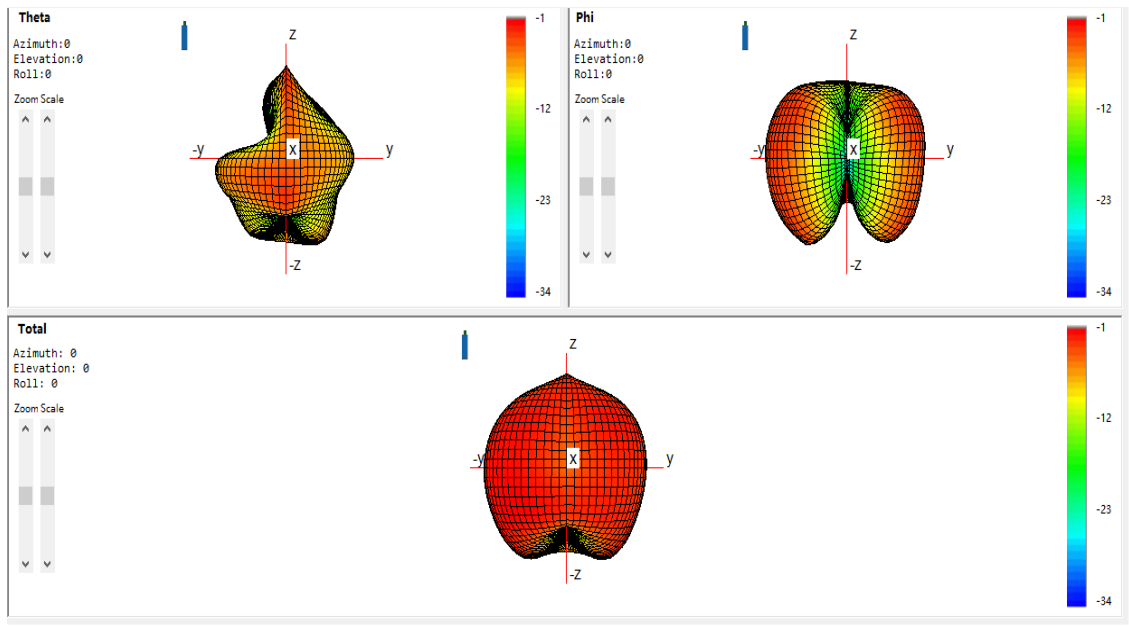 Theta
Azimuth:0
Elevation:0
Roll:0
Zoom Scale
Z
-y
X
y
-Z
-1
-12
-23
-34
Phi
Azimuth:0
Elevation:0
Roll:0
Zoom Scale
Z
-y
X
y
-Z
-1
-12
-23
-34
Total
Azimuth: 0
Elevation: 0
Roll: 0
Zoom Scale
Z
-y
X
y
-Z
-1
-12
-23
-34